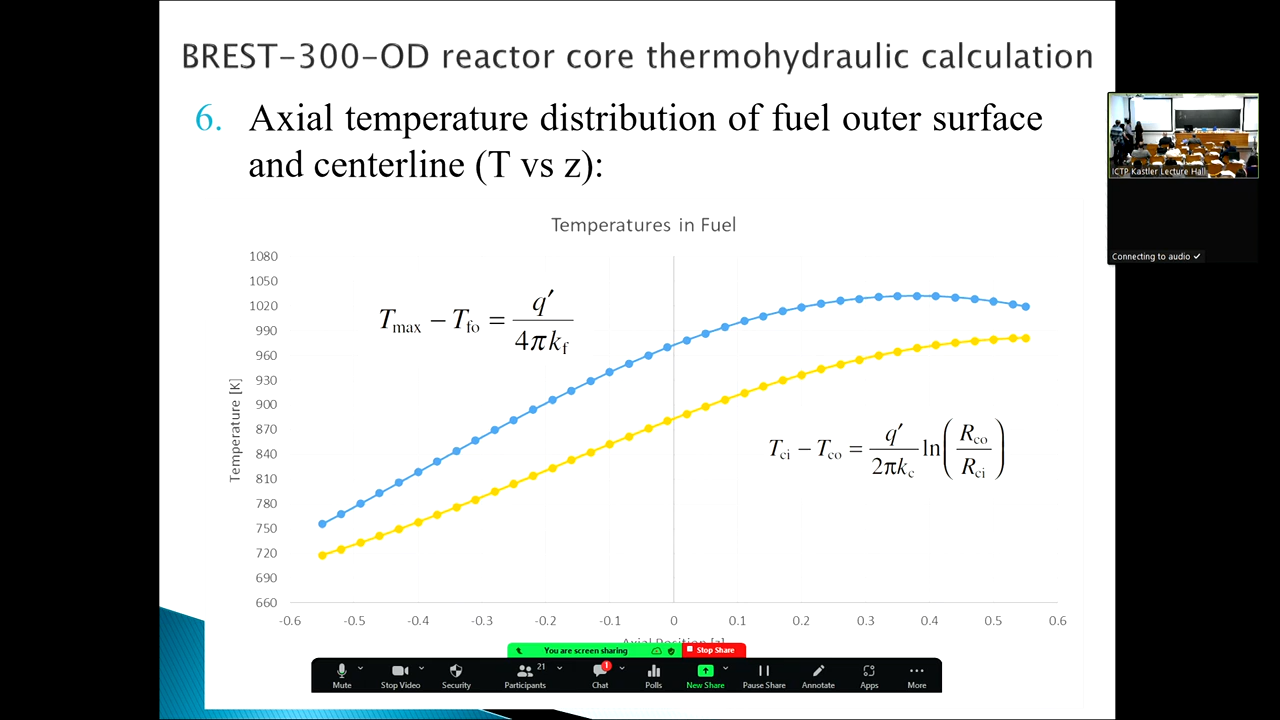 BREST-300-OD reactor core thermohydraulic calculation
6. Axial temperature distribution of fuel outer surface
and centerline (T vs z):
Temperatures in Fuel
1080
1050
1020
990
960
930
900
870
840
810
780
750
720
690
660
Temperature [K]
T_max − T_fo = q′ / 4πk_f
T_ci − T_co = q′ / 2πk_c ln(R_co / R_ci)
-0.6 -0.5 -0.4 -0.3 -0.2 -0.1 0 0.1 0.2 0.3 0.4 0.5 0.6
Axial Position [z]
You are screen sharing Stop Share
Mute Stop Video Security Participants 21 Chat 1 Polls New Share Pause Share Annotate Apps More
ICTP Kastler Lecture Hall
Connecting to audio